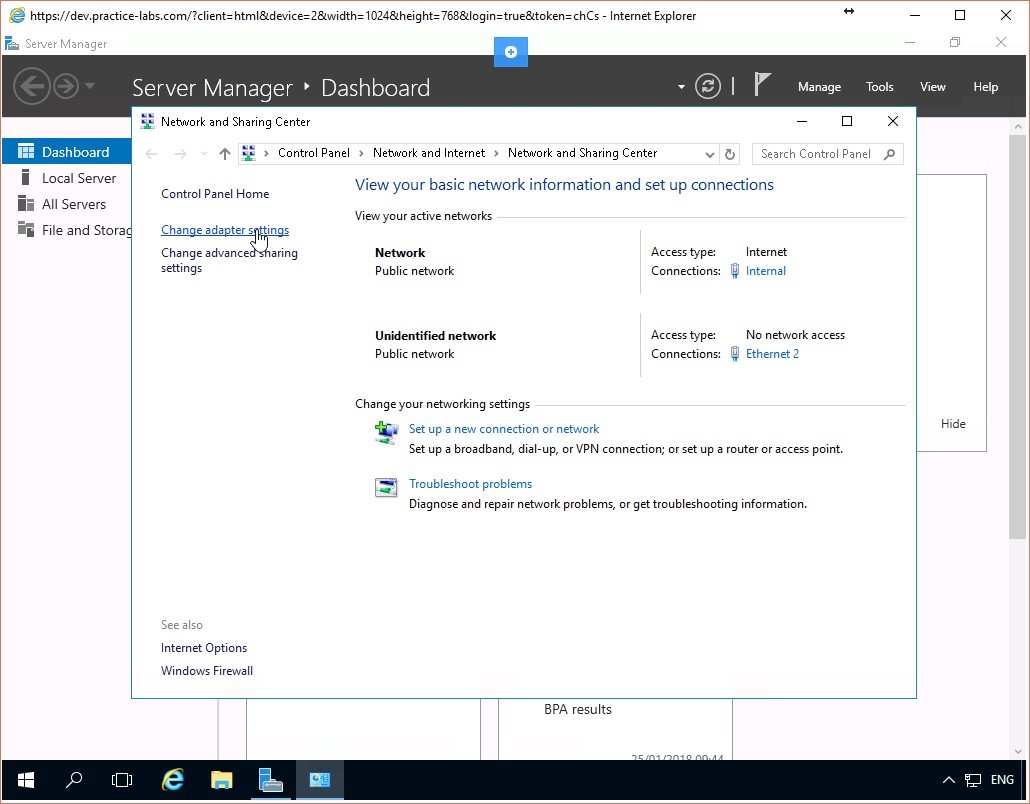 https://dev.practice-labs.com/?client=html&device=2&width=1024&height=768&login=true&token=chCs - Internet Explorer
Server Manager
Server Manager Dashboard
Manage Tools View Help
Network and Sharing Center
Control Panel Network and Internet Network and Sharing Center
Search Control Panel
Dashboard
Local Server
All Servers
File and Storag
Control Panel Home
Change adapter settings
Change advanced sharing
settings
View your basic network information and set up connections
View your active networks
Network
Public network
Access type: Internet
Connections: Internal
Unidentified network
Public network
Access type: No network access
Connections: Ethernet 2
Change your networking settings
Set up a new connection or network
Set up a broadband, dial-up, or VPN connection; or set up a router or access point.
Troubleshoot problems
Diagnose and repair network problems, or get troubleshooting information.
Hide
See also
Internet Options
Windows Firewall
BPA results
25/01/2018 09:44
ENG